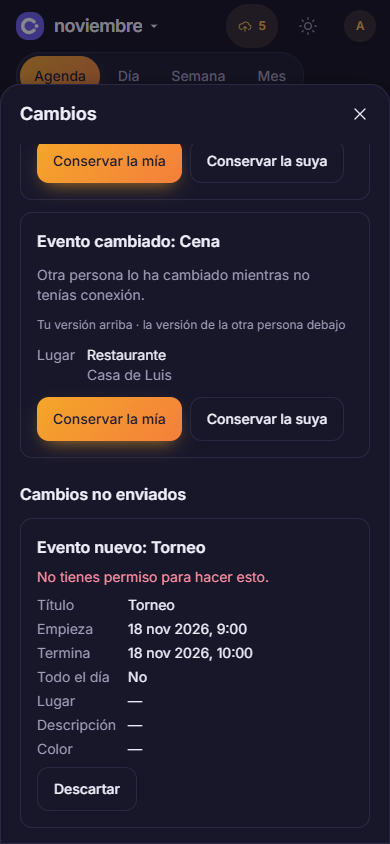 noviembre
5
A
Agenda
Día
Semana
Mes
Cambios
Conservar la mía
Conservar la suya
Evento cambiado: Cena
Otra persona lo ha cambiado mientras no
tenías conexión.
Tu versión arriba · la versión de la otra persona debajo
Lugar Restaurante
Casa de Luis
Conservar la mía
Conservar la suya
Cambios no enviados
Evento nuevo: Torneo
No tienes permiso para hacer esto.
Título Torneo
Empieza 18 nov 2026, 9:00
Termina 18 nov 2026, 10:00
Todo el día No
Lugar —
Descripción —
Color —
Descartar